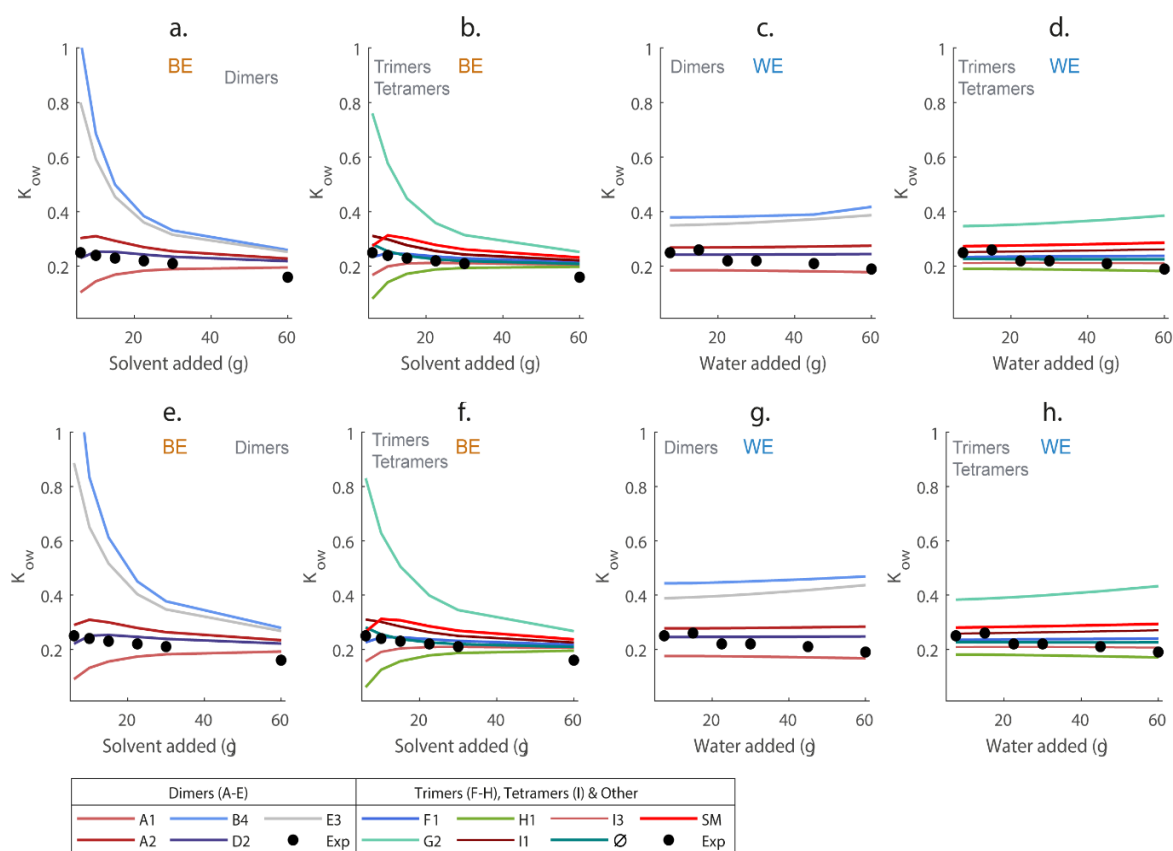 a.
b.
c.
d.
1
0.8
0.6
0.4
0.2
K_ow
BE
Dimers
20
40
60
Solvent added (g)
1
0.8
0.6
0.4
0.2
K_ow
Trimers
Tetramers
BE
20
40
60
Solvent added (g)
1
0.8
0.6
0.4
0.2
K_ow
Dimers
WE
20
40
60
Water added (g)
1
0.8
0.6
0.4
0.2
K_ow
Trimers
Tetramers
WE
20
40
60
Water added (g)
e.
f.
g.
h.
1
0.8
0.6
0.4
0.2
K_ow
BE
Dimers
20
40
60
Solvent added (g)
1
0.8
0.6
0.4
0.2
K_ow
Trimers
Tetramers
BE
20
40
60
Solvent added (g)
1
0.8
0.6
0.4
0.2
K_ow
Dimers
WE
20
40
60
Water added (g)
1
0.8
0.6
0.4
0.2
K_ow
Trimers
Tetramers
WE
20
40
60
Water added (g)
Dimers (A-E)
Trimers (F-H), Tetramers (I) & Other
A1 B4 E3 F1 H1 I3 SM
A2 D2 Exp G2 I1 Ø Exp